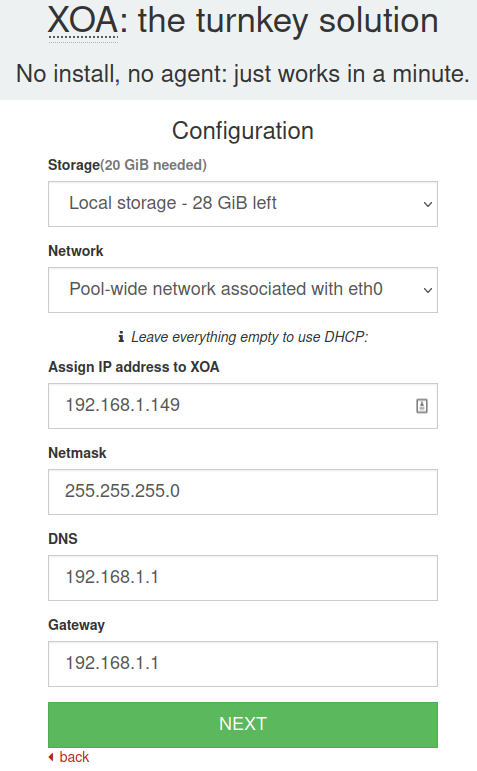 XOA: the turnkey solution
No install, no agent: just works in a minute.
Configuration
Storage(20 GiB needed)
Local storage - 28 GiB left
Network
Pool-wide network associated with eth0
Leave everything empty to use DHCP:
Assign IP address to XOA
192.168.1.149
Netmask
255.255.255.0
DNS
192.168.1.1
Gateway
192.168.1.1
NEXT
back